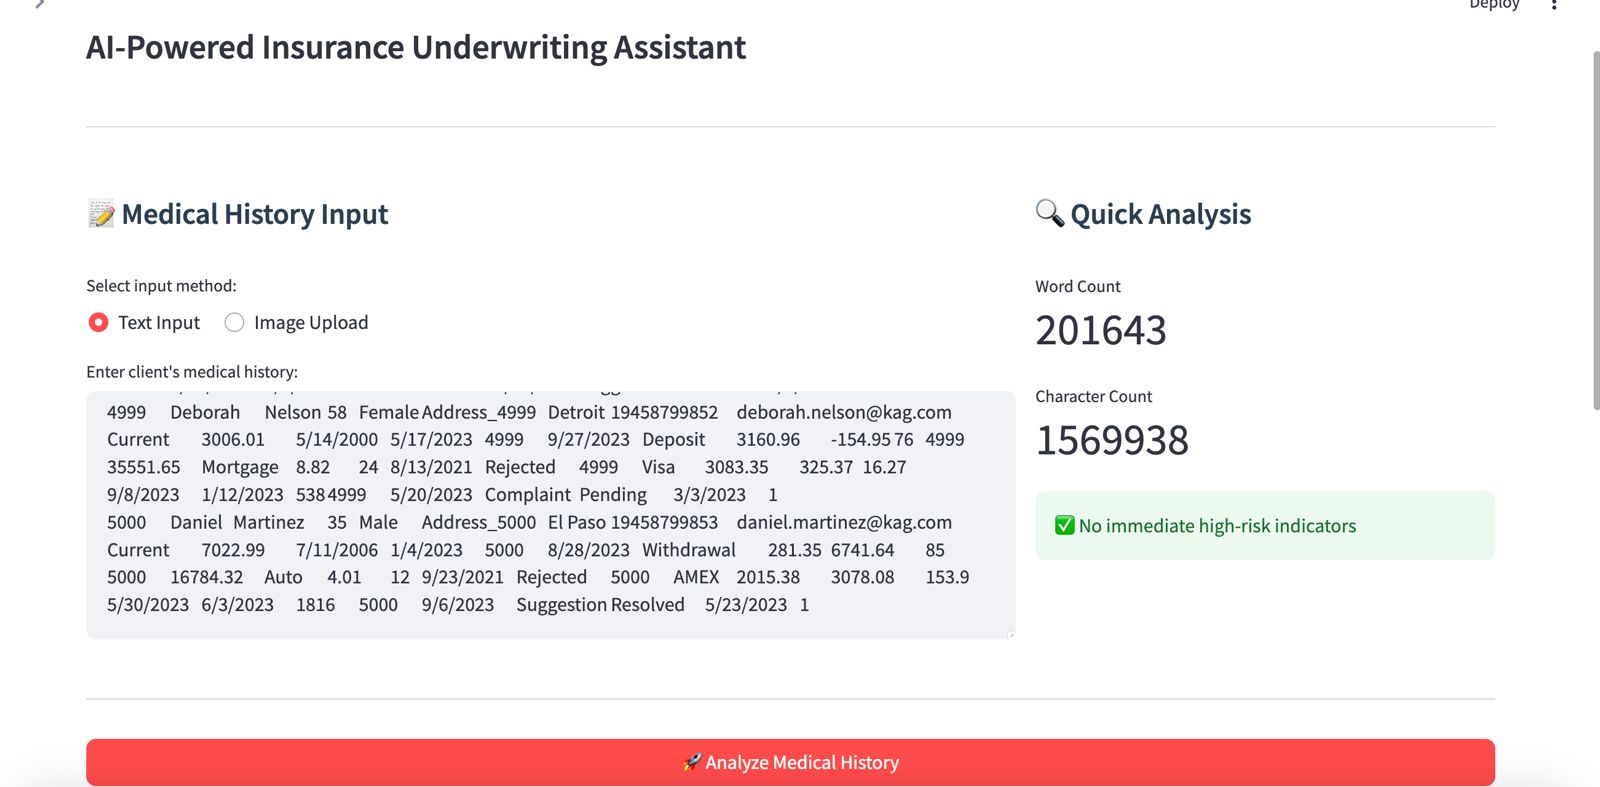 Deploy
AI-Powered Insurance Underwriting Assistant
📝 Medical History Input
Select input method:
Text Input Image Upload
Enter client's medical history:
4999 Deborah Nelson 58 Female Address_4999 Detroit 19458799852 deborah.nelson@kag.com
Current 3006.01 5/14/2000 5/17/2023 4999 9/27/2023 Deposit 3160.96 -154.95 76 4999
35551.65 Mortgage 8.82 24 8/13/2021 Rejected 4999 Visa 3083.35 325.37 16.27
9/8/2023 1/12/2023 538 4999 5/20/2023 Complaint Pending 3/3/2023 1
5000 Daniel Martinez 35 Male Address_5000 El Paso 19458799853 daniel.martinez@kag.com
Current 7022.99 7/11/2006 1/4/2023 5000 8/28/2023 Withdrawal 281.35 6741.64 85
5000 16784.32 Auto 4.01 12 9/23/2021 Rejected 5000 AMEX 2015.38 3078.08 153.9
5/30/2023 6/3/2023 1816 5000 9/6/2023 Suggestion Resolved 5/23/2023 1
🔍 Quick Analysis
Word Count
201643
Character Count
1569938
✅ No immediate high-risk indicators
🚀 Analyze Medical History